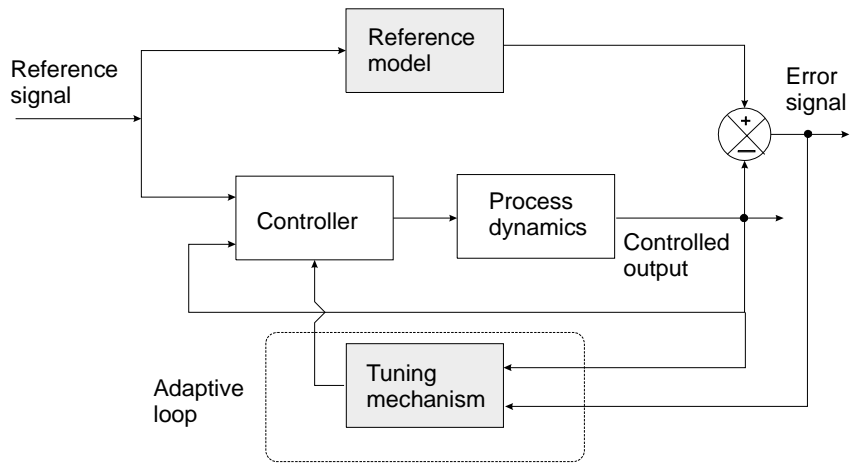 Reference
model
Reference
signal
Error
signal
+
−
Controller
Process
dynamics
Controlled
output
Adaptive
loop
Tuning
mechanism